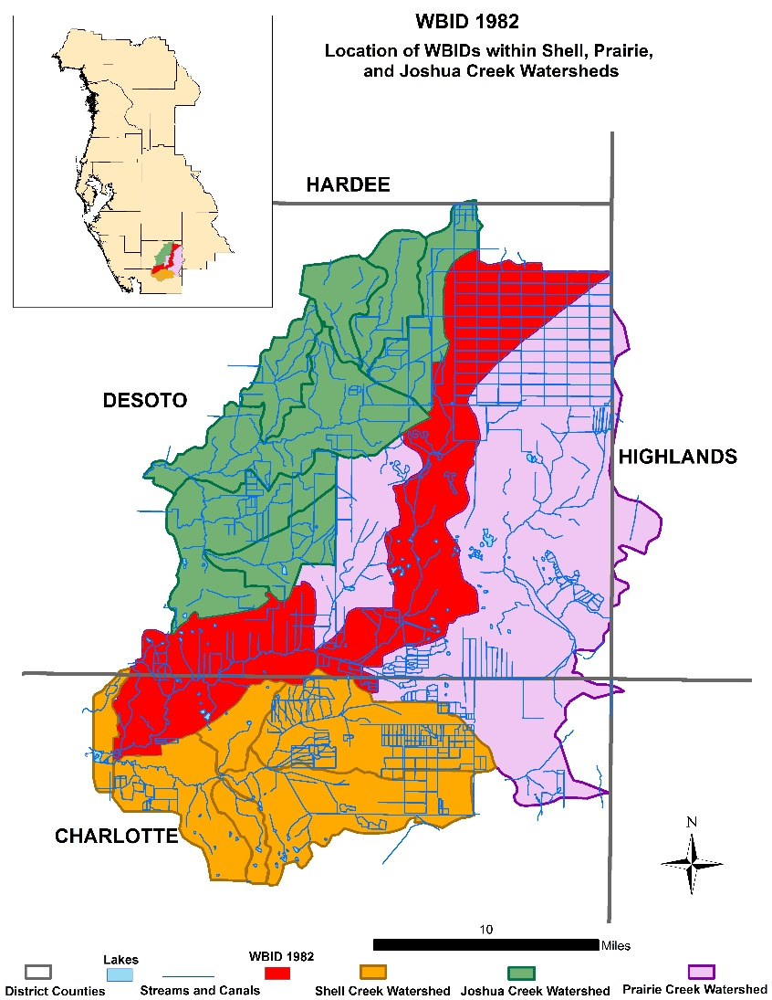 WBID 1982
Location of WBIDs within Shell, Prairie,
and Joshua Creek Watersheds
HARDEE
DESOTO
HIGHLANDS
CHARLOTTE
N
10
Miles
District Counties
Lakes
Streams and Canals
WBID 1982
Shell Creek Watershed
Joshua Creek Watershed
Prairie Creek Watershed